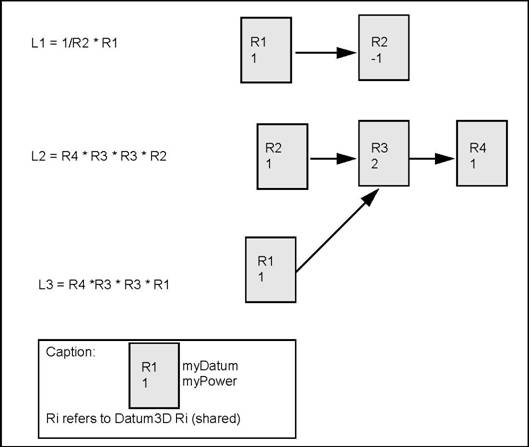 L1 = 1/R2 * R1
R1
1
R2
-1
L2 = R4 * R3 * R3 * R2
R2
1
R3
2
R4
1
L3 = R4 *R3 * R3 * R1
R1
1
Caption:
R1 myDatum
1 myPower
Ri refers to Datum3D Ri (shared)